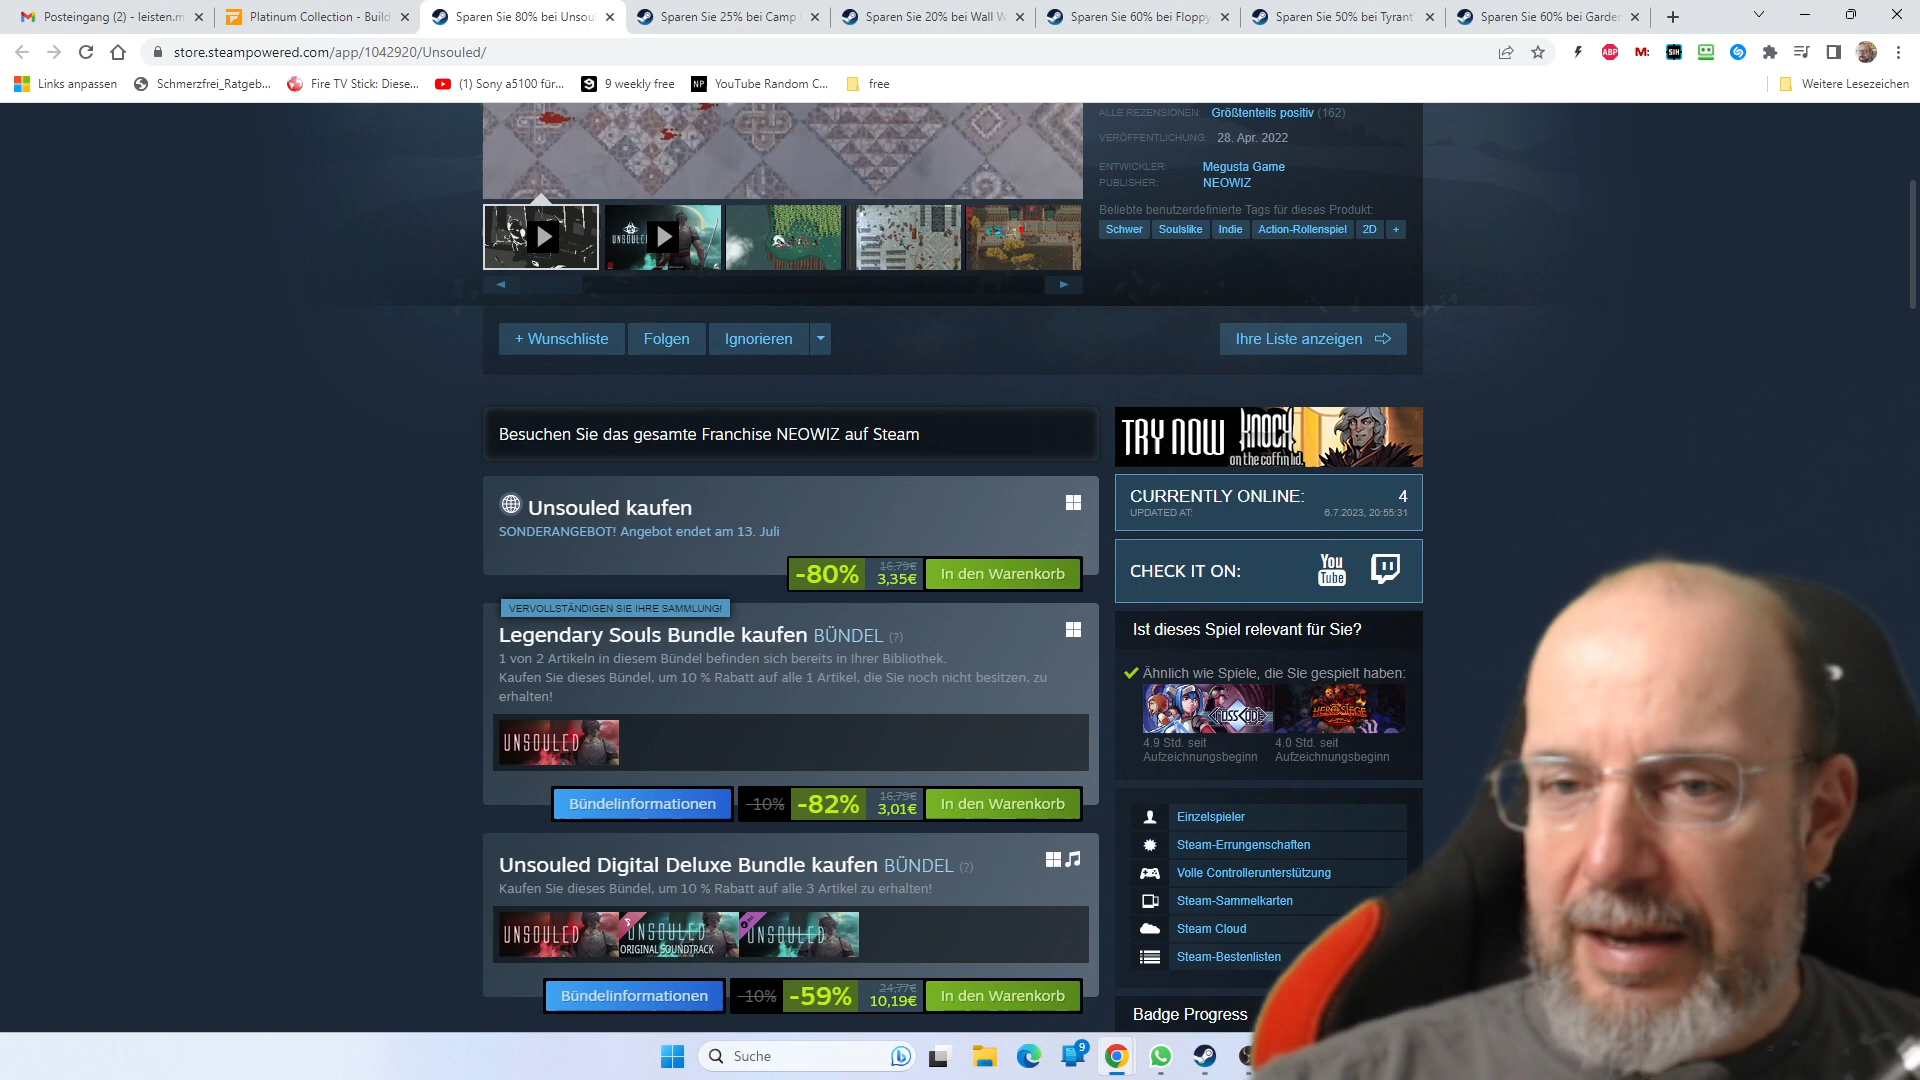 Posteingang (2) - leisten.m
Platinum Collection - Build
Sparen Sie 80% bei Unsou
Sparen Sie 25% bei Camp
Sparen Sie 20% bei Wall W
Sparen Sie 60% bei Floppy
Sparen Sie 50% bei Tyrant
Sparen Sie 60% bei Garde
store.steampowered.com/app/1042920/Unsouled/
Links anpassen
Schmerzfrei_Ratgeb...
Fire TV Stick: Diese...
(1) Sony a5100 für...
9 weekly free
YouTube Random C...
free
Weitere Lesezeichen
ALLE REZENSIONEN: Größtenteils positiv (162)
VERÖFFENTLICHUNG: 28. Apr. 2022
ENTWICKLER: Megusta Game
PUBLISHER: NEOWIZ
Beliebte benutzerdefinierte Tags für dieses Produkt:
Schwer Soulslike Indie Action-Rollenspiel 2D +
+ Wunschliste
Folgen
Ignorieren
Ihre Liste anzeigen
Besuchen Sie das gesamte Franchise NEOWIZ auf Steam
Unsouled kaufen
SONDERANGEBOT! Angebot endet am 13. Juli
-80% 16,79€ 3,35€ In den Warenkorb
VERVOLLSTÄNDIGEN SIE IHRE SAMMLUNG!
Legendary Souls Bundle kaufen BÜNDEL (?)
1 von 2 Artikeln in diesem Bündel befinden sich bereits in Ihrer Bibliothek.
Kaufen Sie dieses Bündel, um 10 % Rabatt auf alle 1 Artikel, die Sie noch nicht besitzen, zu
erhalten!
UNSOULED
Bündelinformationen -10% -82% 16,79€ 3,01€ In den Warenkorb
Unsouled Digital Deluxe Bundle kaufen BÜNDEL (?)
Kaufen Sie dieses Bündel, um 10 % Rabatt auf alle 3 Artikel zu erhalten!
UNSOULED
UNSOULED ORIGINAL SOUNDTRACK
UNSOULED
Bündelinformationen -10% -59% 24,77€ 10,19€ In den Warenkorb
TRY NOW KNOCK on the coffin lid.
CURRENTLY ONLINE: 4
UPDATED AT: 6.7.2023, 20:55:31
CHECK IT ON: You Tube
Ist dieses Spiel relevant für Sie?
Ähnlich wie Spiele, die Sie gespielt haben:
CROSSCODE
HERO SIEGE
4.9 Std. seit Aufzeichnungsbeginn
4.0 Std. seit Aufzeichnungsbeginn
Einzelspieler
Steam-Errungenschaften
Volle Controllerunterstützung
Steam-Sammelkarten
Steam Cloud
Steam-Bestenlisten
Badge Progress
Suche
9